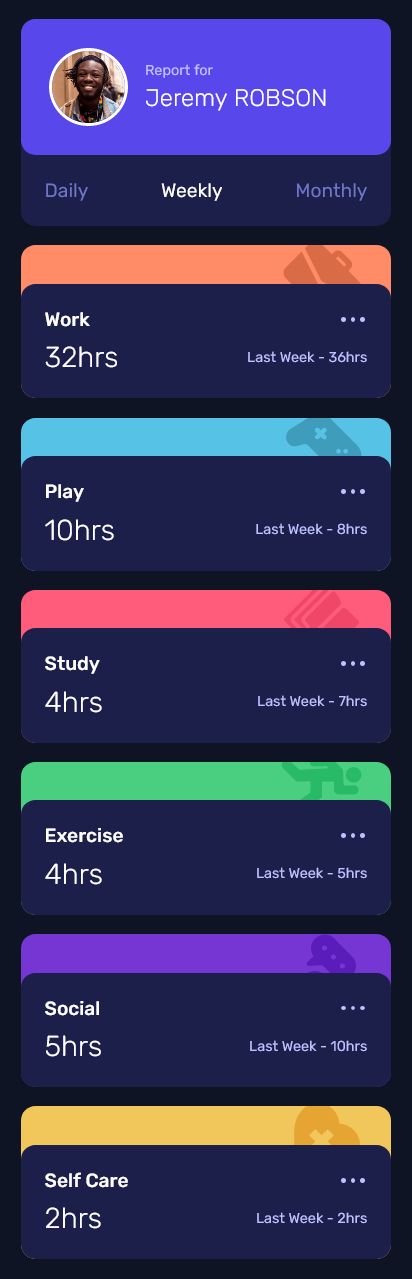 Report for
Jeremy ROBSON
Daily Weekly Monthly
Work
32hrs Last Week - 36hrs
Play
10hrs Last Week - 8hrs
Study
4hrs Last Week - 7hrs
Exercise
4hrs Last Week - 5hrs
Social
5hrs Last Week - 10hrs
Self Care
2hrs Last Week - 2hrs